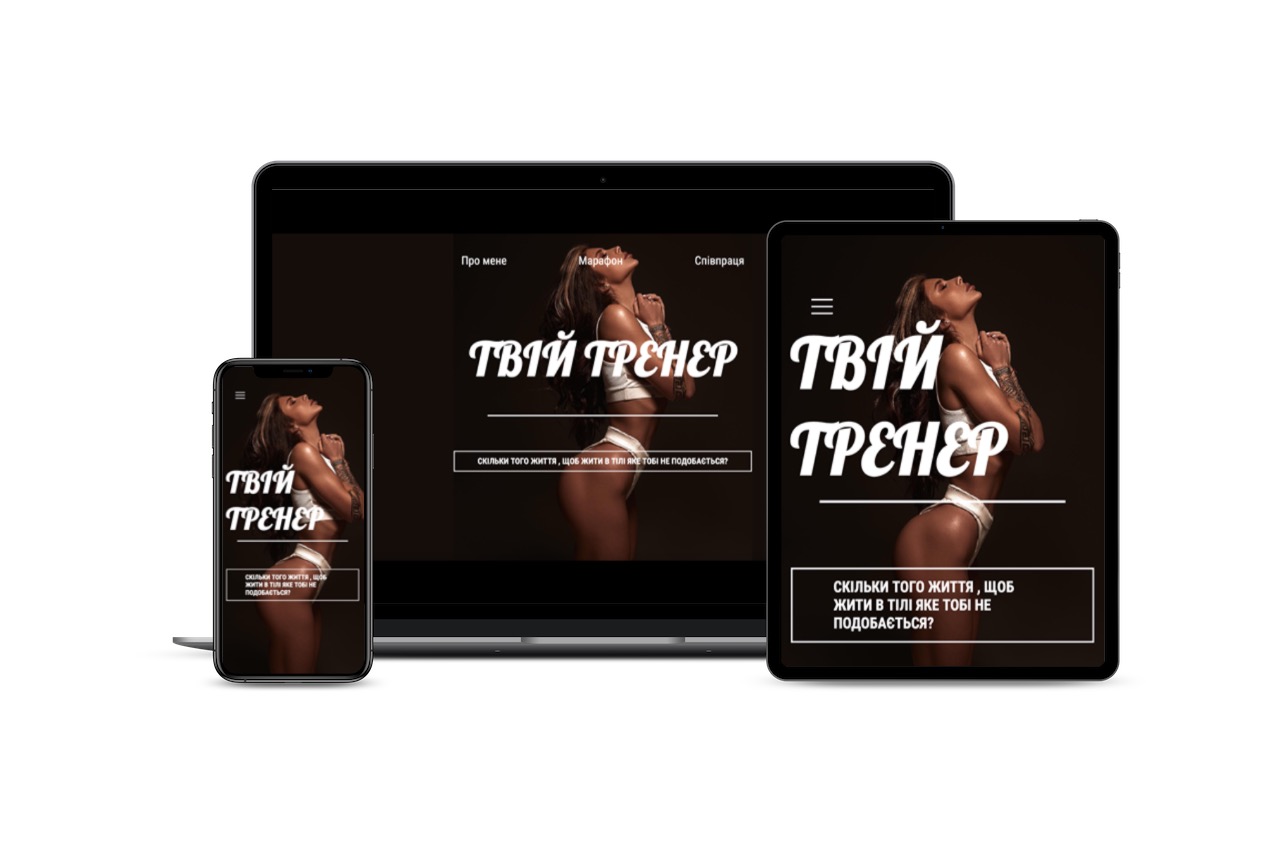 Про мене
Марафон
Співпраця
ТВІЙ ТРЕНЕР
СКІЛЬКИ ТОГО ЖИТТЯ , ЩОБ ЖИТИ В ТІЛІ ЯКЕ ТОБІ НЕ ПОДОБАЄТЬСЯ?
ТВІЙ
ТРЕНЕР
СКІЛЬКИ ТОГО ЖИТТЯ , ЩОБ
ЖИТИ В ТІЛІ ЯКЕ ТОБІ НЕ
ПОДОБАЄТЬСЯ?
ТВІЙ
ТРЕНЕР
СКІЛЬКИ ТОГО ЖИТТЯ , ЩОБ
ЖИТИ В ТІЛІ ЯКЕ ТОБІ НЕ
ПОДОБАЄТЬСЯ?